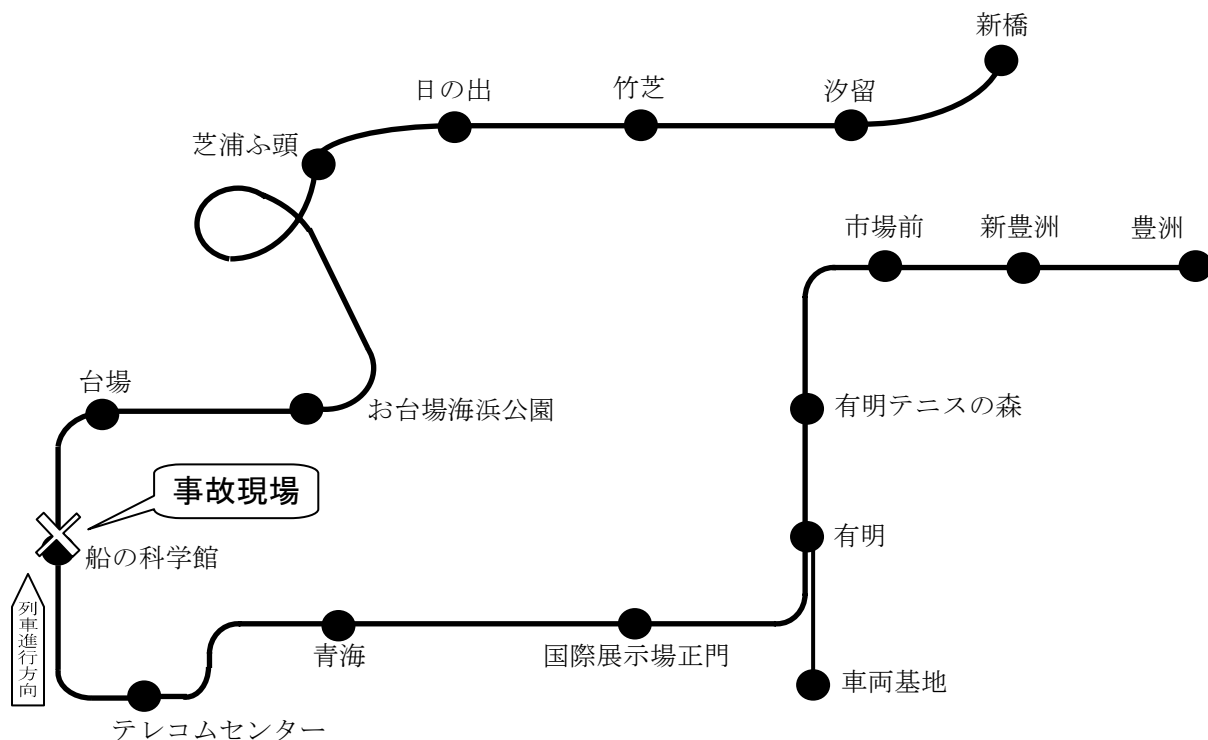 新橋
汐留
竹芝
日の出
芝浦ふ頭
市場前
新豊洲
豊洲
台場
お台場海浜公園
有明テニスの森
事故現場
船の科学館
有明
列車進行方向
青海
国際展示場正門
車両基地
テレコムセンター